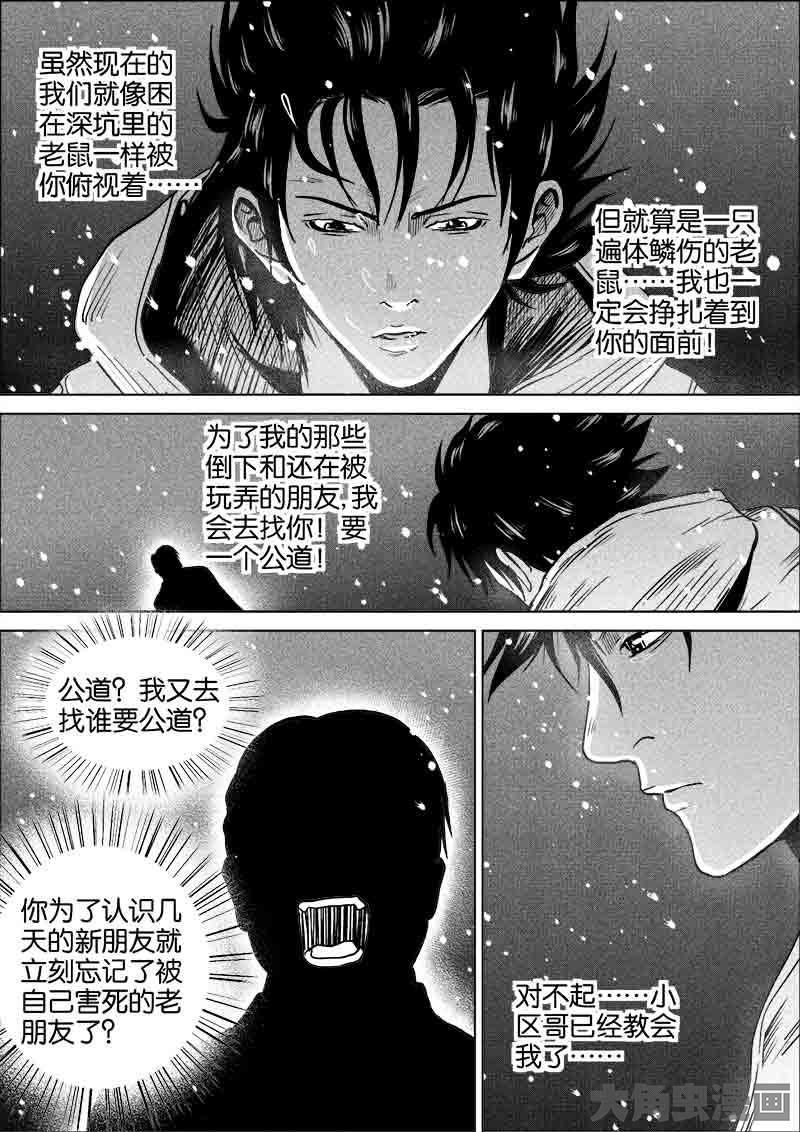 虽然现在的
我们就像困
在深坑里的
老鼠一样被
你俯视着……
但就算是一只
遍体鳞伤的老
鼠……我也一
定会挣扎着到
你的面前！
为了我的那些
倒下和还在被
玩弄的朋友,我
会去找你！要
一个公道！
公道？我又去
找谁要公道？
你为了认识几
天的新朋友就
立刻忘记了被
自己害死的老
朋友了？
对不起……小
区哥已经教会
我了……
大角虫漫画